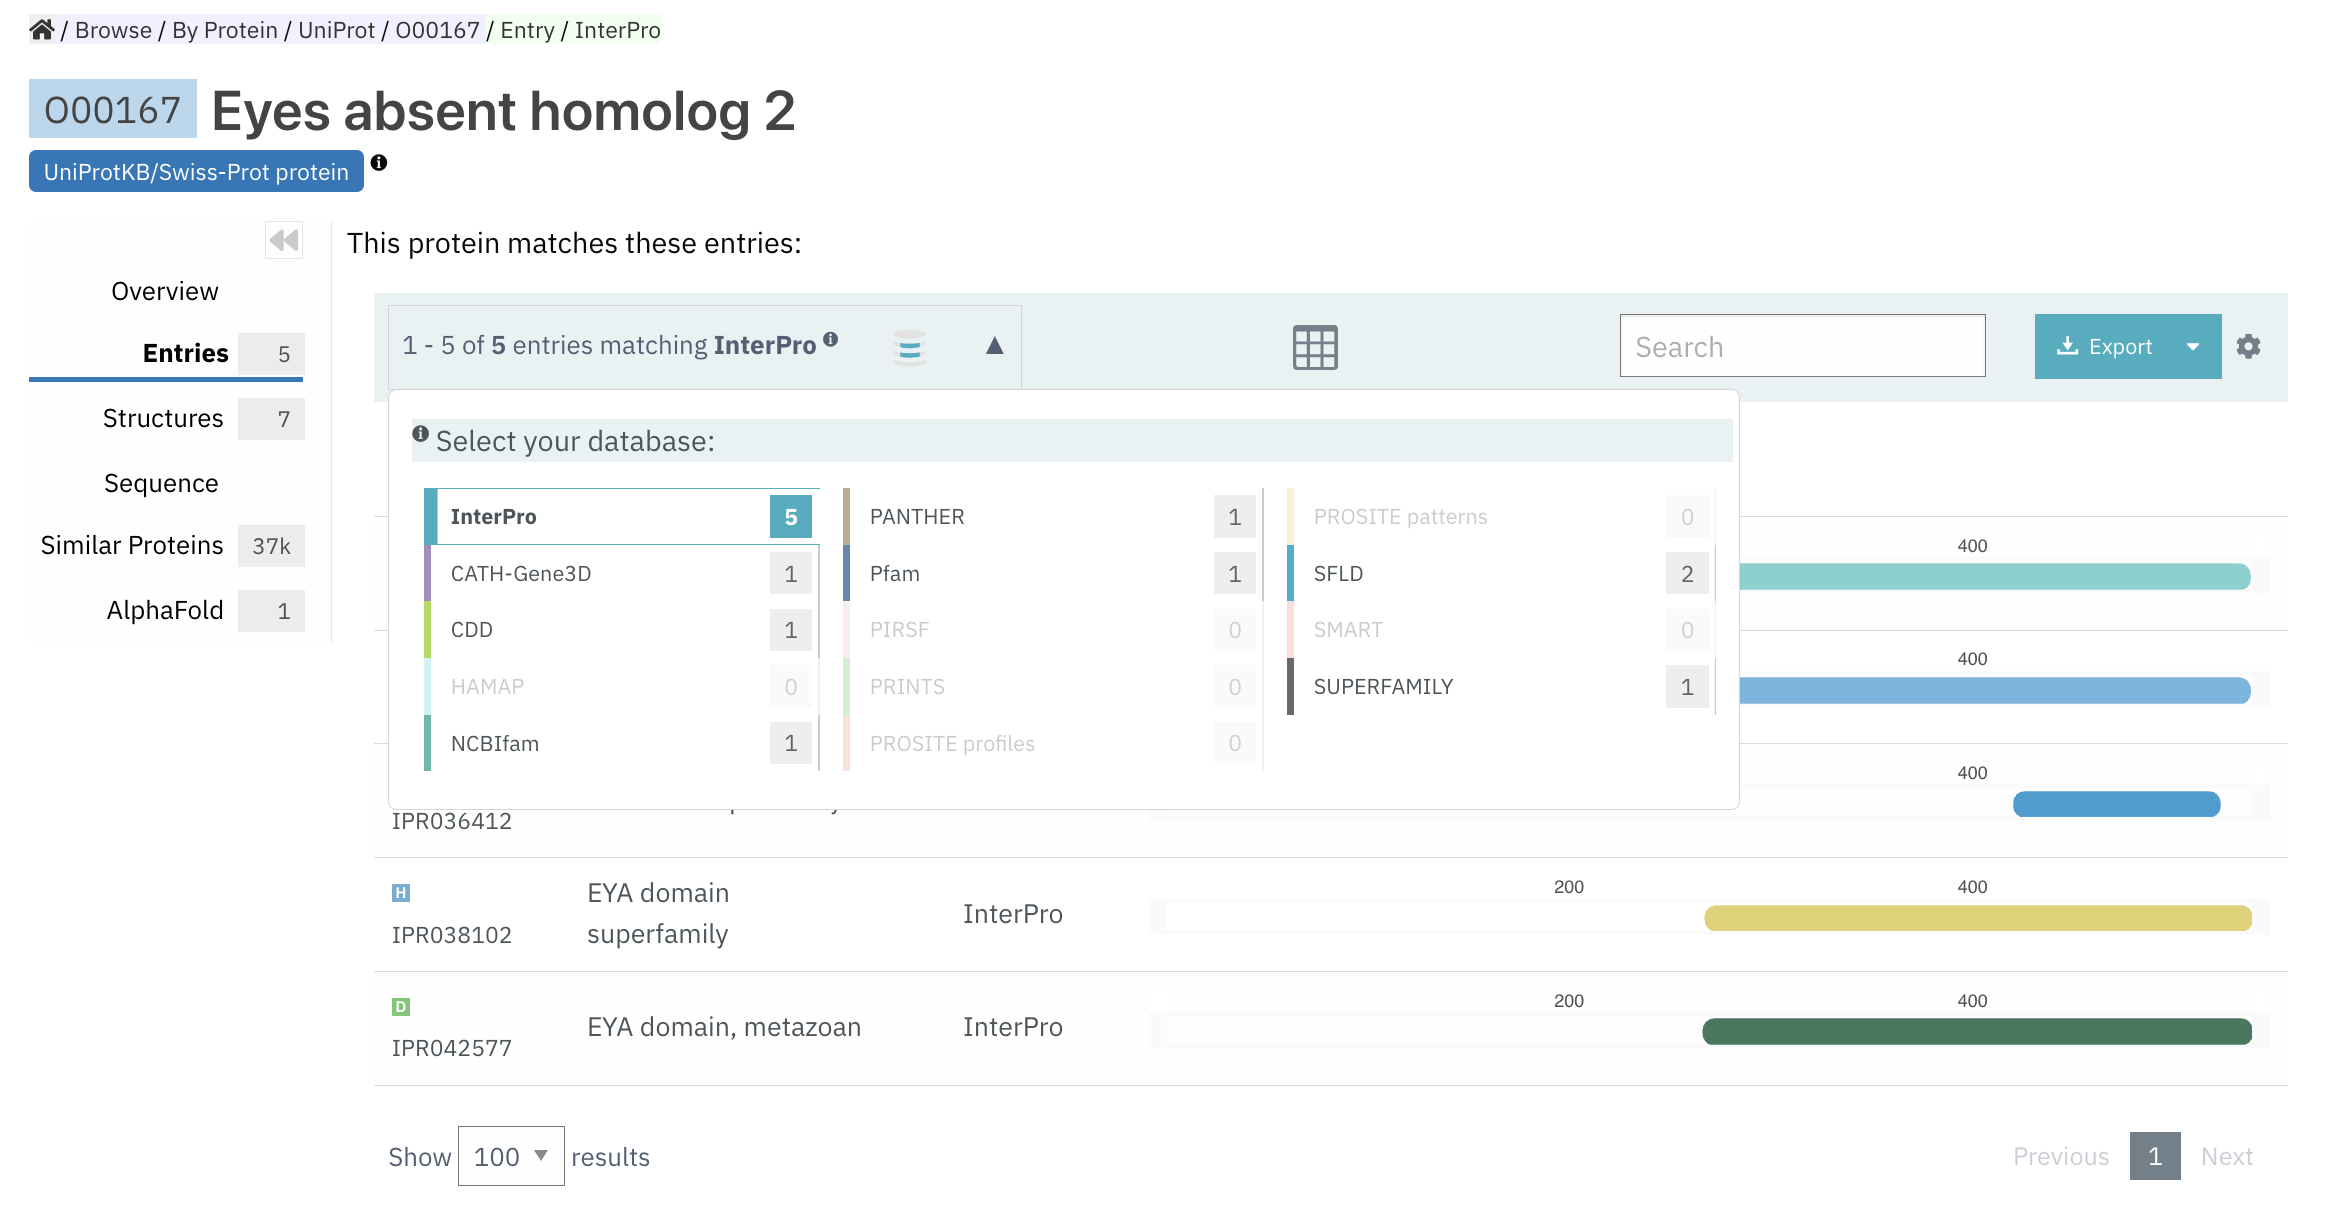 / Browse / By Protein / UniProt / O00167 / Entry / InterPro
O00167 Eyes absent homolog 2
UniProtKB/Swiss-Prot protein
Overview
Entries 5
Structures 7
Sequence
Similar Proteins 37k
AlphaFold 1
This protein matches these entries:
1 - 5 of 5 entries matching InterPro
Search
Export
Select your database:
InterPro 5
CATH-Gene3D 1
CDD 1
HAMAP 0
NCBIfam 1
PANTHER 1
Pfam 1
PIRSF 0
PRINTS 0
PROSITE profiles 0
PROSITE patterns 0
SFLD 2
SMART 0
SUPERFAMILY 1
400
400
400
IPR036412
H
IPR038102
EYA domain
superfamily
InterPro
200 400
D
IPR042577
EYA domain, metazoan
InterPro
200 400
Show 100 results
Previous 1 Next